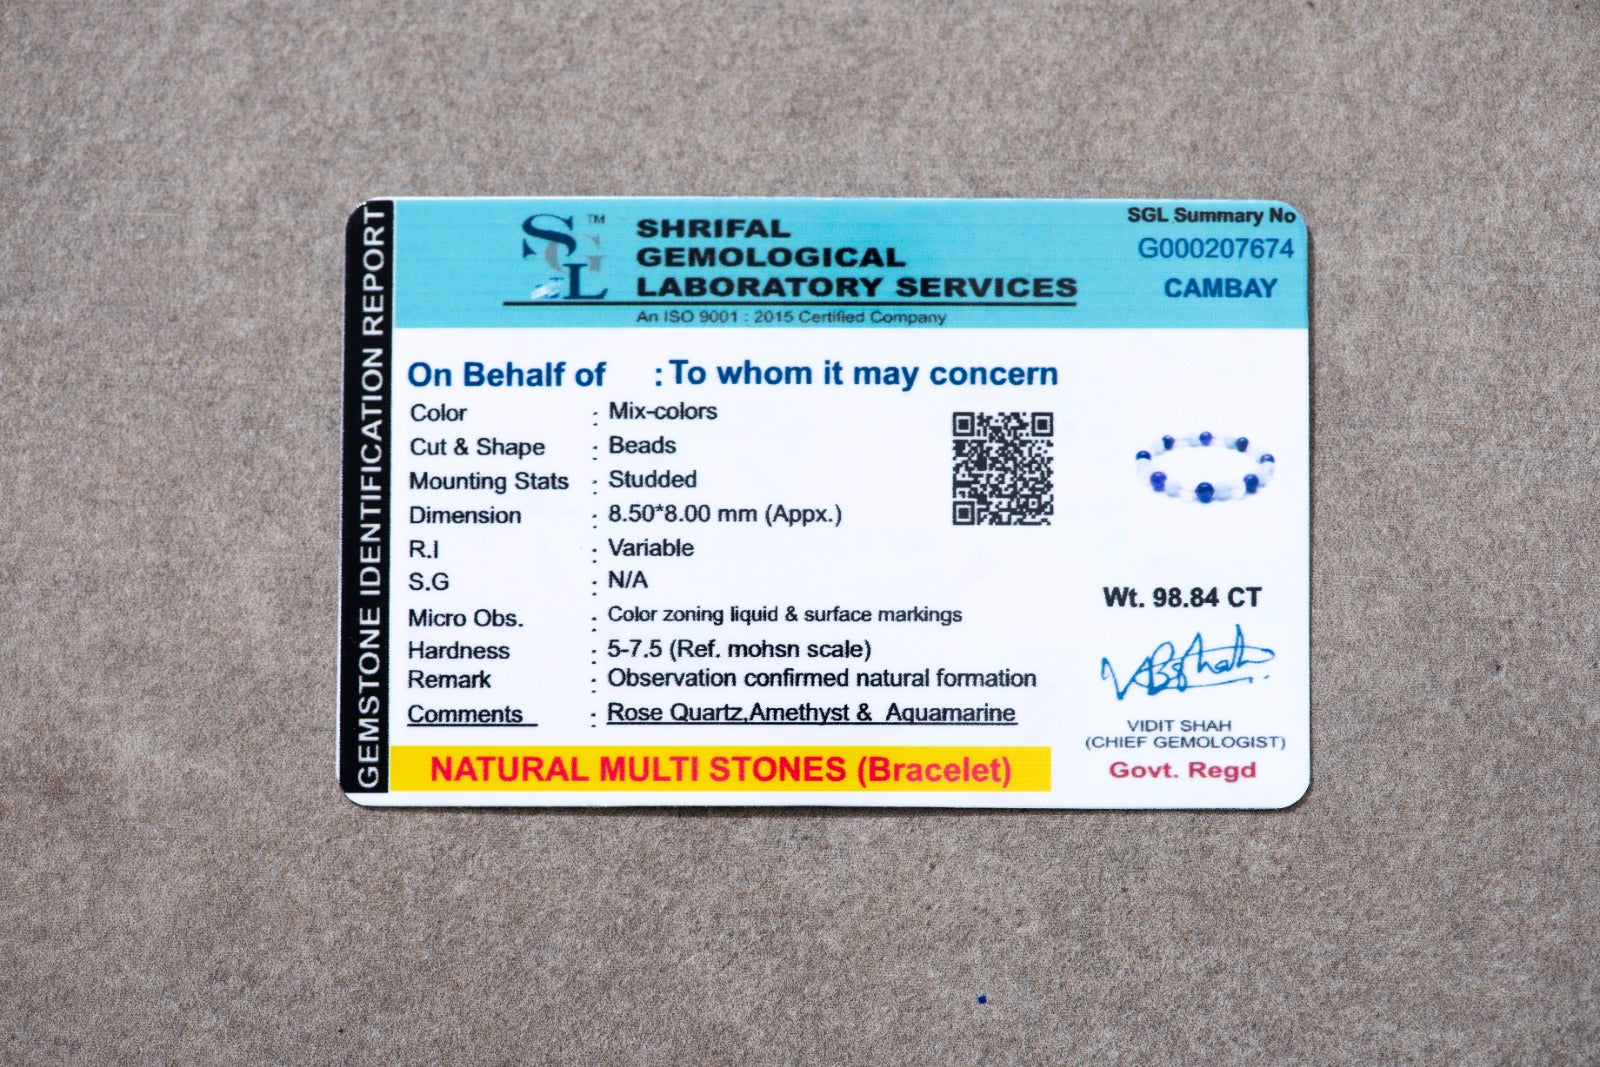 GEMSTONE IDENTIFICATION REPORT
SGL ™
SHRIFAL
GEMOLOGICAL
LABORATORY SERVICES
An ISO 9001 : 2015 Certified Company
SGL Summary No
G000207674
CAMBAY
On Behalf of : To whom it may concern
Color : Mix-colors
Cut & Shape : Beads
Mounting Stats : Studded
Dimension : 8.50*8.00 mm (Appx.)
R.I : Variable
S.G : N/A
Micro Obs. : Color zoning liquid & surface markings
Hardness : 5-7.5 (Ref. mohsn scale)
Remark : Observation confirmed natural formation
Comments : Rose Quartz,Amethyst & Aquamarine
NATURAL MULTI STONES (Bracelet)
Wt. 98.84 CT
VIDIT SHAH
(CHIEF GEMOLOGIST)
Govt. Regd